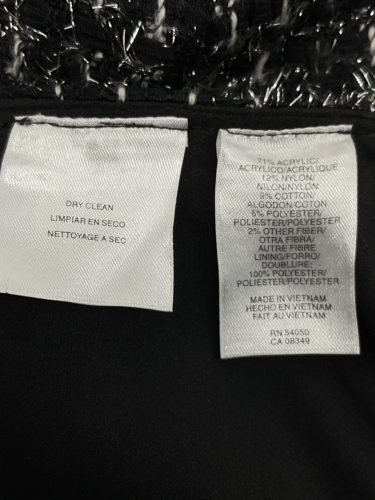 DRY CLEAN
LIMPIAR EN SECO
NETTOYAGE A SEC
71% ACRYLIC/
ACRYLICO/ACRYLIQUE
12% NYLON/
NILON/NYLON
9% COTTON/
ALGODON/COTON
6% POLYESTER/
POLIESTER/POLYESTER
2% OTHER FIBER/
OTRA FIBRA/
AUTRE FIBRE
LINING/FORRO/
DOUBLURE:
100% POLYESTER/
POLIESTER/POLYESTER
MADE IN VIETNAM
HECHO EN VIETNAM
FAIT AU VIETNAM
RN 54050
CA 08349